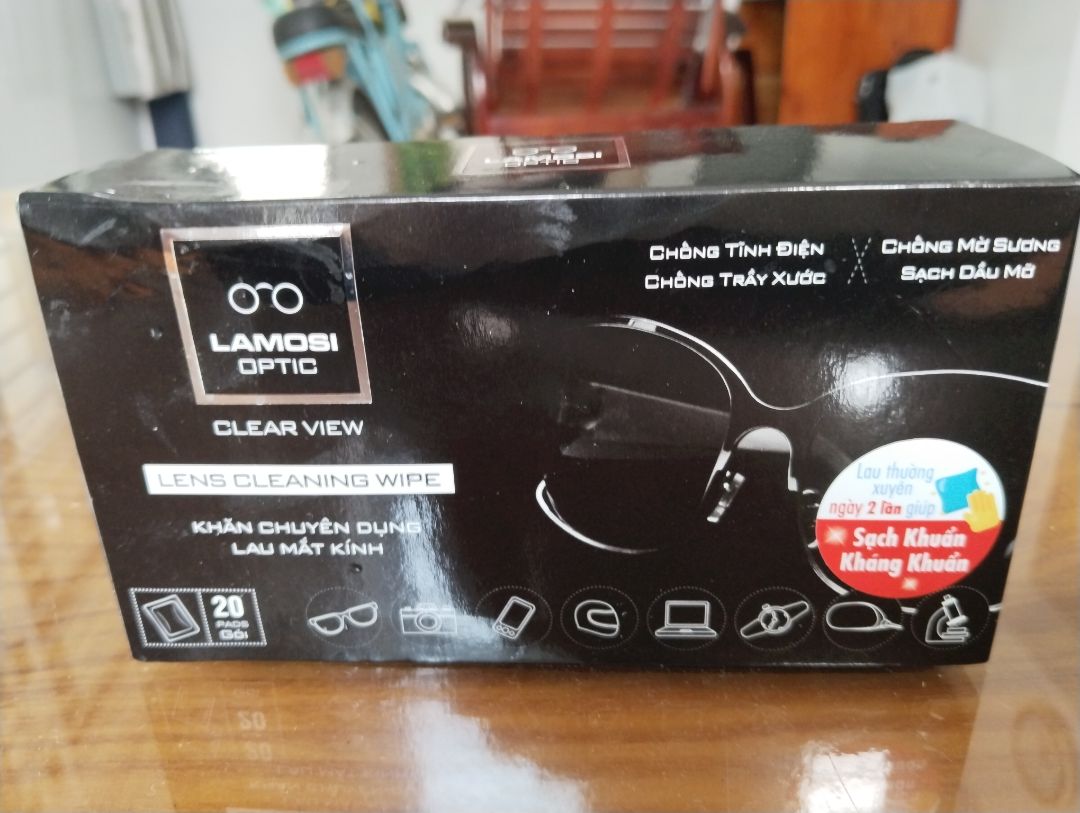 LAMOSI
OPTIC
LAMOSI
OPTIC
CLEAR VIEW
LENS CLEANING WIPE
KHĂN CHUYÊN DỤNG
LAU MẮT KÍNH
20
PADS
GÓI
CHỐNG TĨNH ĐIỆN
CHỐNG TRẦY XƯỚC
CHỐNG MỜ SƯƠNG
SẠCH DẦU MỠ
Lau thường
xuyên
ngày 2 lần giúp
Sạch Khuẩn
Kháng Khuẩn